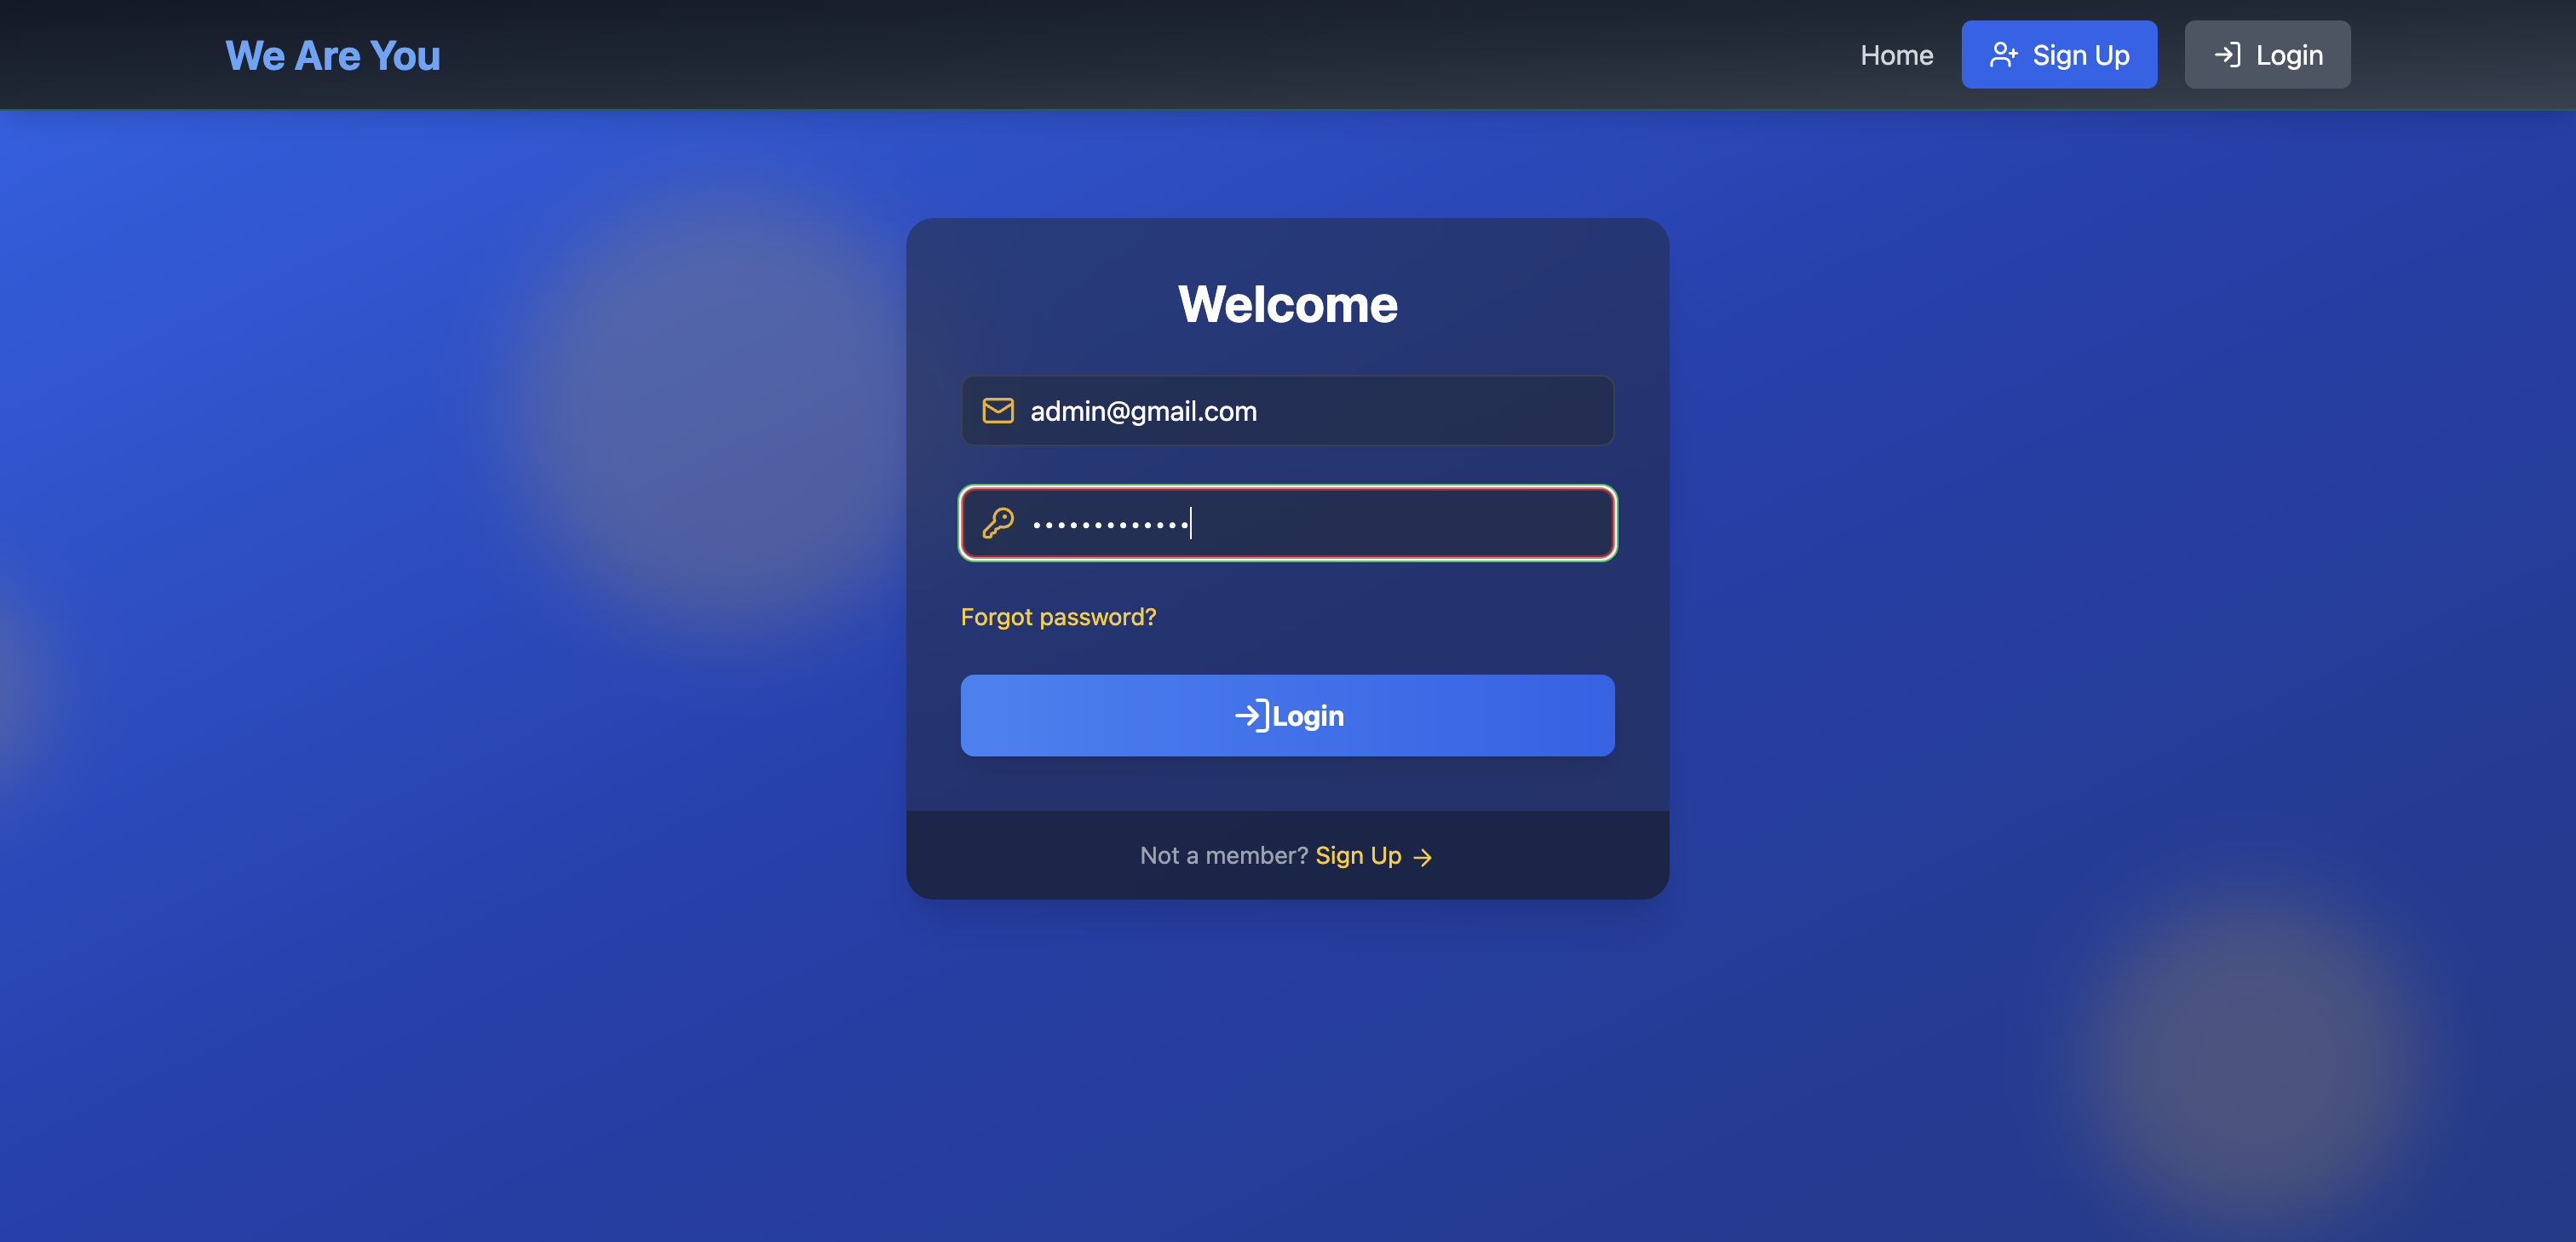 We Are You
Home
Sign Up
Login
Welcome
admin@gmail.com
•••••••••••••
Forgot password?
Login
Not a member? Sign Up →